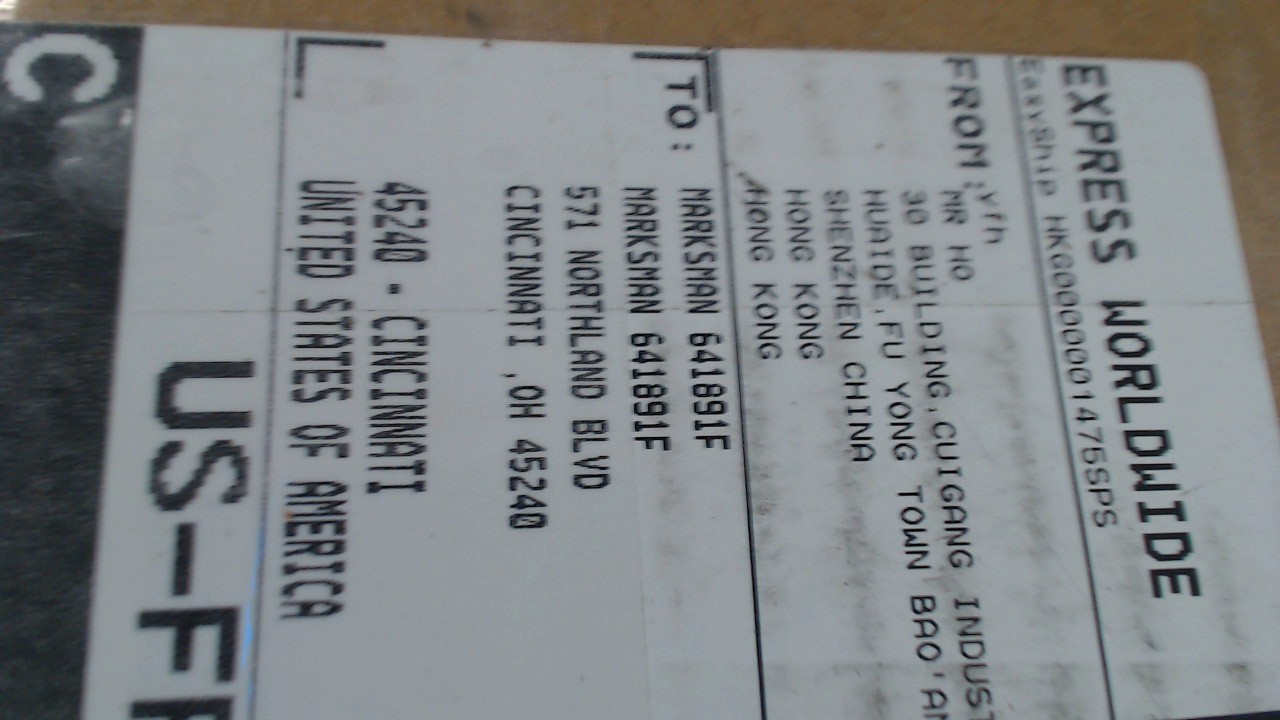 EXPRESS WORLDWIDE
EasyShip HKG000000001475SPS
FROM: yfh
MR HO
30 BUILDING,CUIGANG INDUST
HUAIDE,FU YONG TOWN BAO'AN
SHENZHEN CHINA
HONG KONG
HONG KONG
TO: MARKSMAN 641891F
MARKSMAN 641891F
571 NORTHLAND BLVD
CINCINNATI ,OH 45240
45240 - CINCINNATI
UNITED STATES OF AMERICA
US-F
C